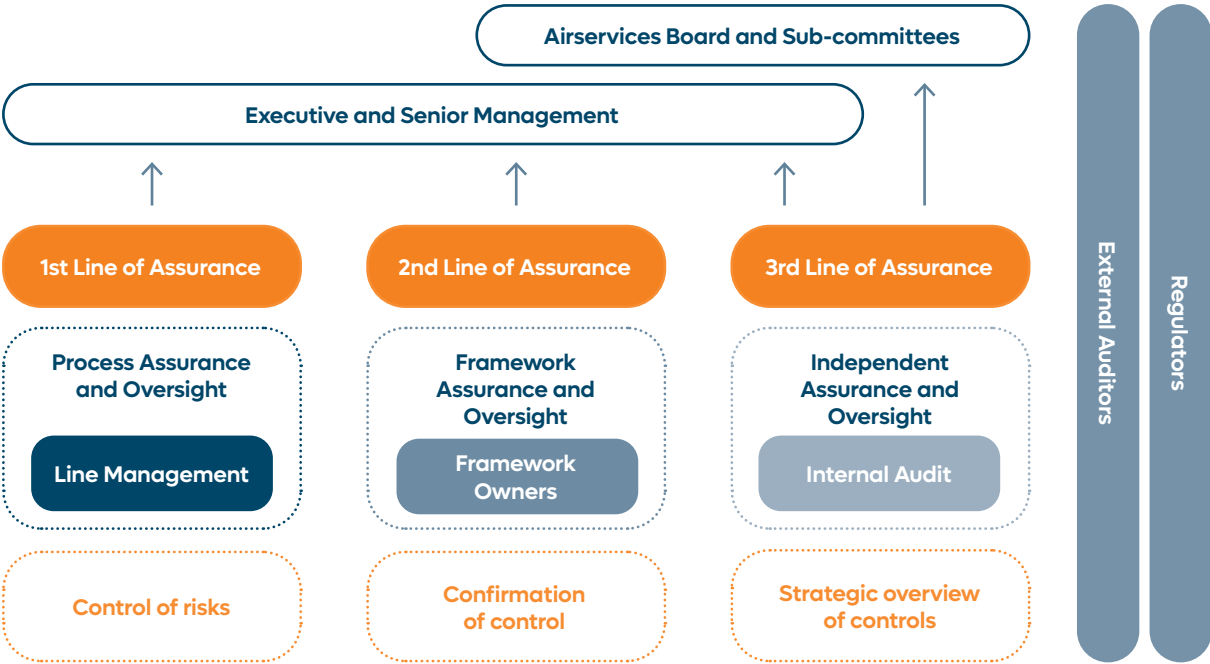 Airservices Board and Sub-committees
Executive and Senior Management
1st Line of Assurance
2nd Line of Assurance
3rd Line of Assurance
Process Assurance
and Oversight
Line Management
Framework
Assurance and
Oversight
Framework
Owners
Independent
Assurance and
Oversight
Internal Audit
Control of risks
Confirmation
of control
Strategic overview
of controls
External Auditors
Regulators